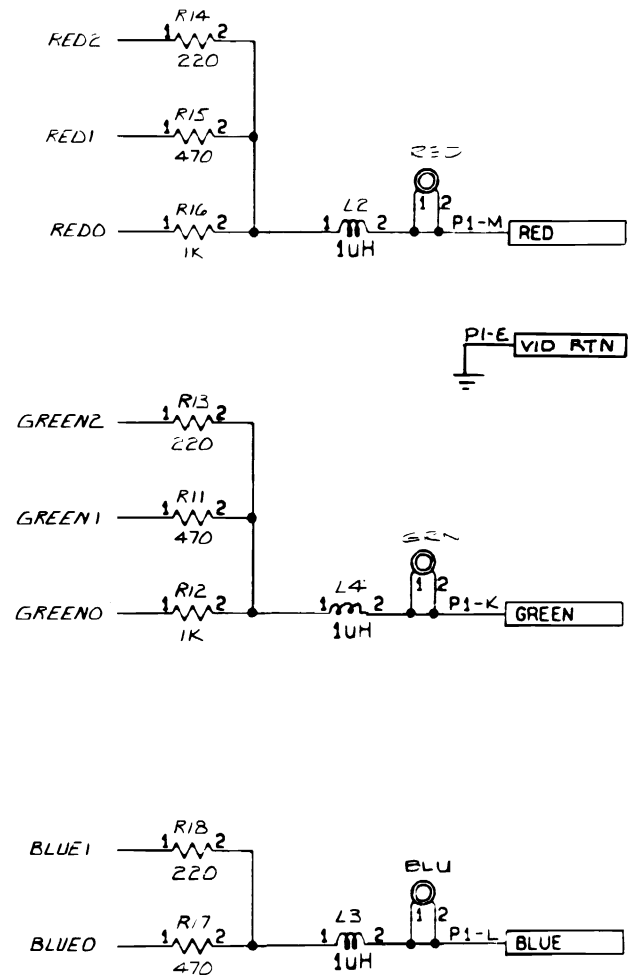 R14
RED2 1 2
220
R15
RED1 1 2
470
RED
R16 L2 1 2 P1-M
RED0 1 2 1 2 RED
1K 1uH
P1-E VID RTN
R13
GREEN2 1 2
220
R11
GREEN1 1 2
470
GRN
R12 L4 1 2 P1-K
GREEN0 1 2 1 2 GREEN
1K 1uH
R18
BLUE1 1 2
220
BLU
R17 L3 1 2 P1-L
BLUE0 1 2 1 2 BLUE
470 1uH